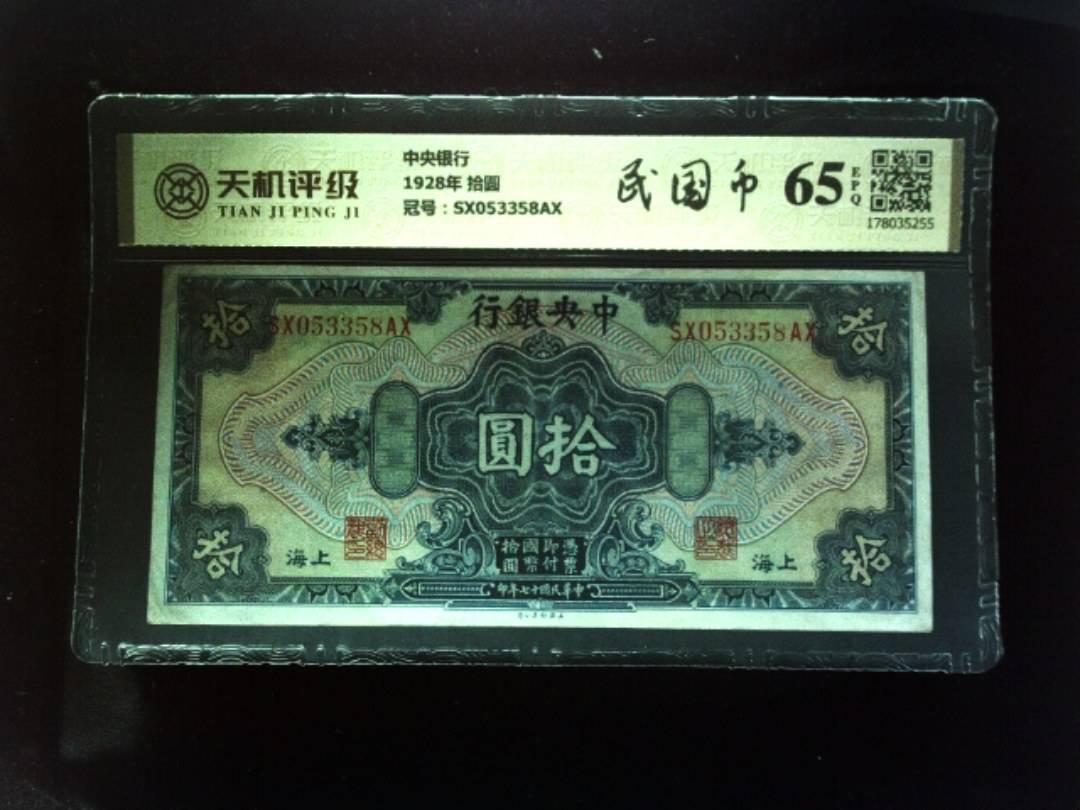 天机评级
TIAN JI PING JI
中央银行
1928年 拾圆
冠号：SX053358AX
民国币
65
EPQ
178035255
行銀央中
拾
SX053358AX
SX053358AX
拾
圓拾
拾
上海
憑票
即付
國幣
拾圓
上海
拾
印年七十國民華中